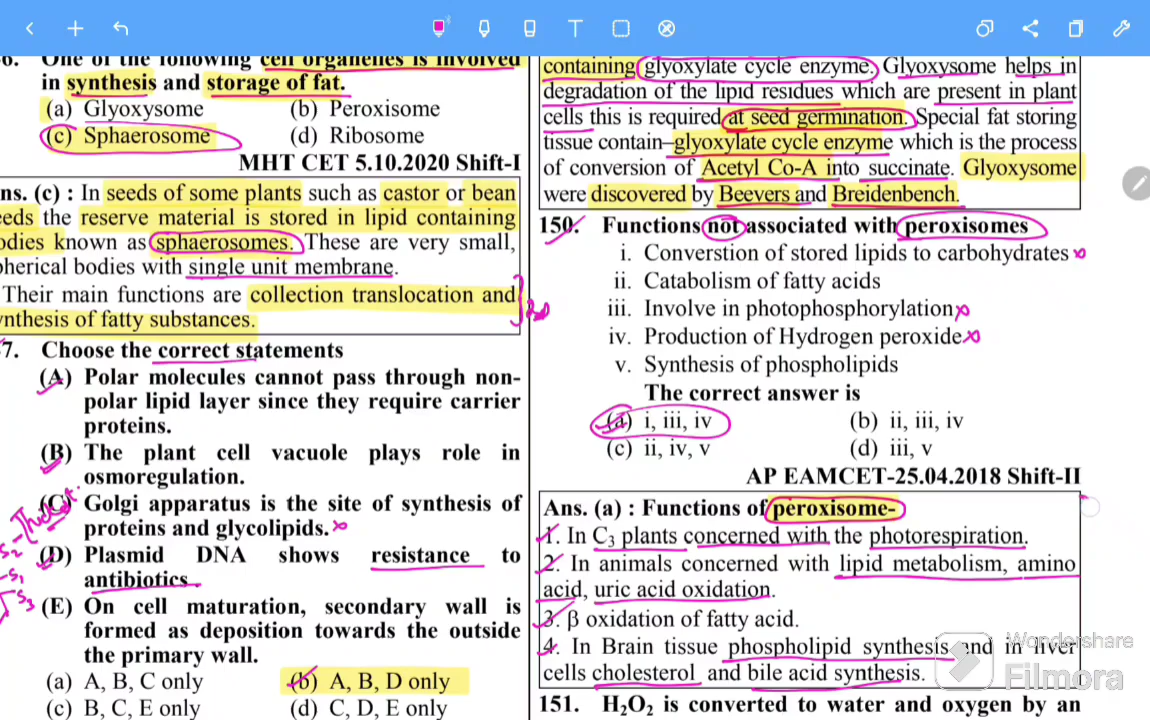 6. One of the following cell organelles is involved
in synthesis and storage of fat.
(a) Glyoxysome (b) Peroxisome
(c) Sphaerosome (d) Ribosome
MHT CET 5.10.2020 Shift-I
ns. (c) : In seeds of some plants such as castor or bean
eeds the reserve material is stored in lipid containing
odies known as sphaerosomes. These are very small,
pherical bodies with single unit membrane.
Their main functions are collection translocation and
ynthesis of fatty substances.
7. Choose the correct statements
(A) Polar molecules cannot pass through non-
polar lipid layer since they require carrier
proteins.
(B) The plant cell vacuole plays role in
osmoregulation.
(C) Golgi apparatus is the site of synthesis of
proteins and glycolipids.
(D) Plasmid DNA shows resistance to
antibiotics.
(E) On cell maturation, secondary wall is
formed as deposition towards the outside
the primary wall.
(a) A, B, C only (b) A, B, D only
(c) B, C, E only (d) C, D, E only
S2
S1
S3
containing glyoxylate cycle enzyme. Glyoxysome helps in
degradation of the lipid residues which are present in plant
cells this is required at seed germination. Special fat storing
tissue contain–glyoxylate cycle enzyme which is the process
of conversion of Acetyl Co-A into succinate. Glyoxysome
were discovered by Beevers and Breidenbench.
150. Functions not associated with peroxisomes
i. Converstion of stored lipids to carbohydrates
ii. Catabolism of fatty acids
iii. Involve in photophosphorylation
iv. Production of Hydrogen peroxide
v. Synthesis of phospholipids
The correct answer is
(a) i, iii, iv (b) ii, iii, iv
(c) ii, iv, v (d) iii, v
AP EAMCET-25.04.2018 Shift-II
Ans. (a) : Functions of peroxisome-
1. In C3 plants concerned with the photorespiration.
2. In animals concerned with lipid metabolism, amino
acid, uric acid oxidation.
3. β oxidation of fatty acid.
4. In Brain tissue phospholipid synthesis and in liver
cells cholesterol and bile acid synthesis.
151. H2O2 is converted to water and oxygen by an
Wondershare
Filmora